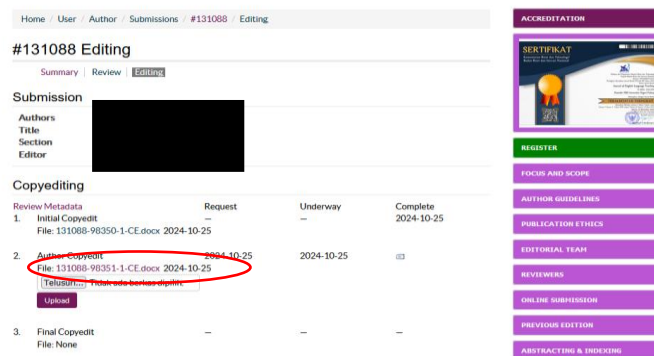 Home / User / Author / Submissions / #131088 / Editing
#131088 Editing
Summary | Review | Editing
Submission
Authors
Title
Section
Editor
Copyediting
Review Metadata Request Underway Complete
1. Initial Copyedit — — 2024-10-25
File: 131088-98350-1-CE.docx 2024-10-25
2. Author Copyedit 2024-10-25 2024-10-25
File: 131088-98351-1-CE.docx 2024-10-25
Telusuri... Tidak ada berkas dipilih.
Upload
3. Final Copyedit — — —
File: None
ACCREDITATION
SERTIFIKAT
REGISTER
FOCUS AND SCOPE
AUTHOR GUIDELINES
PUBLICATION ETHICS
EDITORIAL TEAM
REVIEWERS
ONLINE SUBMISSION
PREVIOUS EDITION
ABSTRACTING & INDEXING